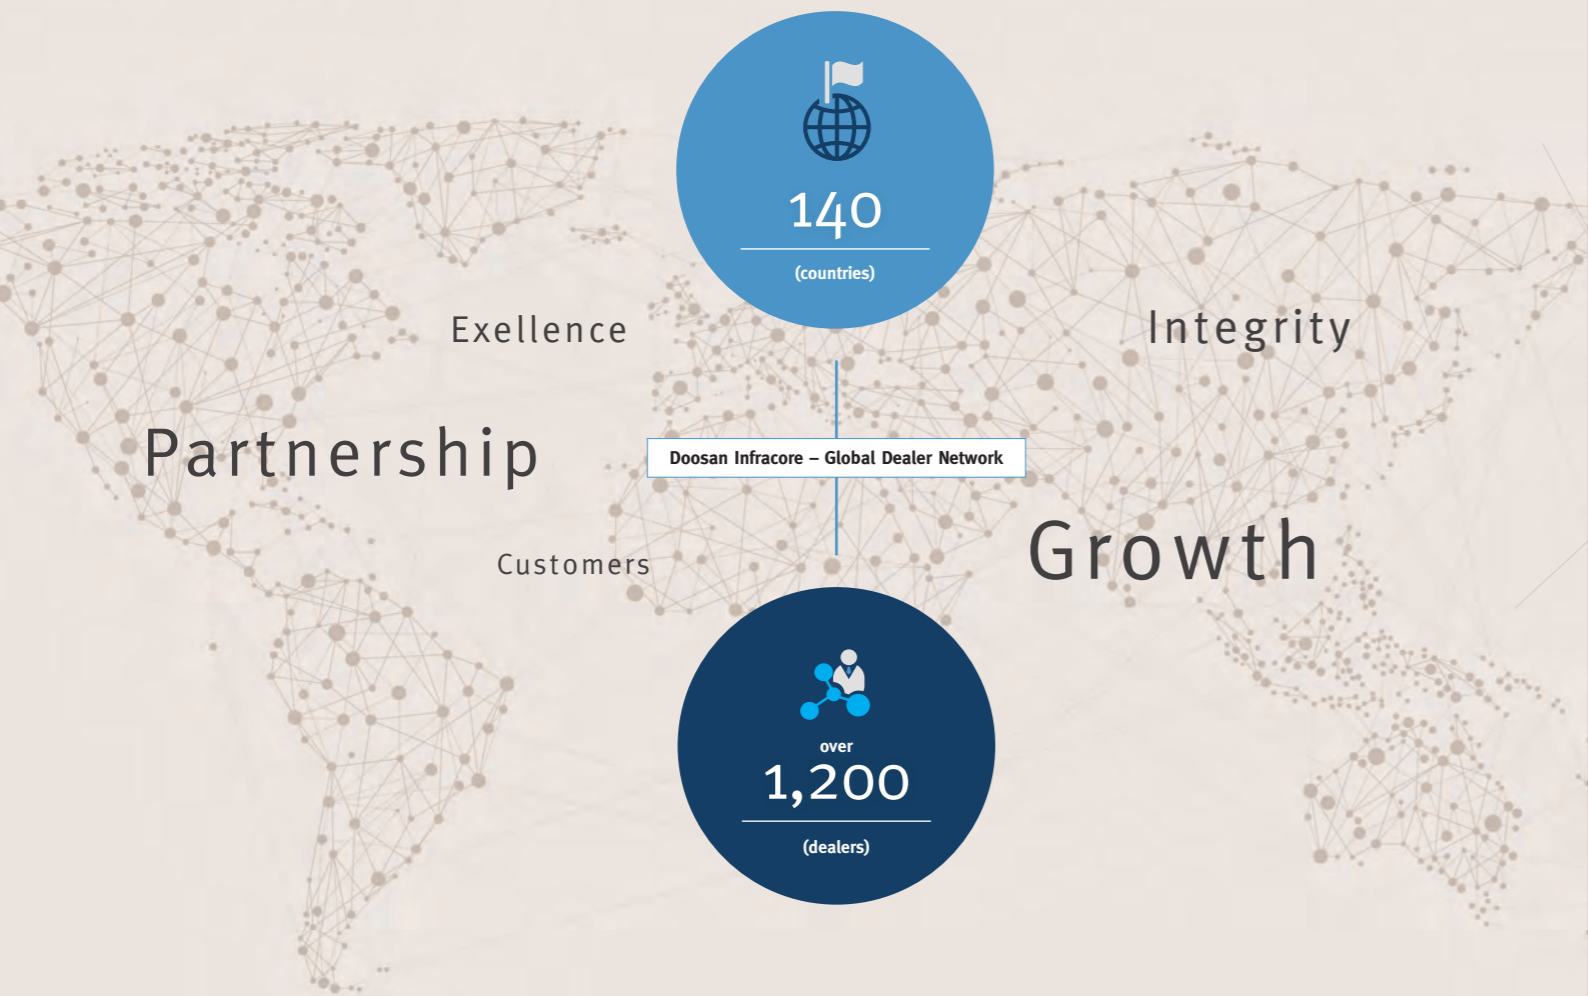 140
(countries)
Exellence
Integrity
Partnership
Doosan Infracore – Global Dealer Network
Growth
Customers
over
1,200
(dealers)